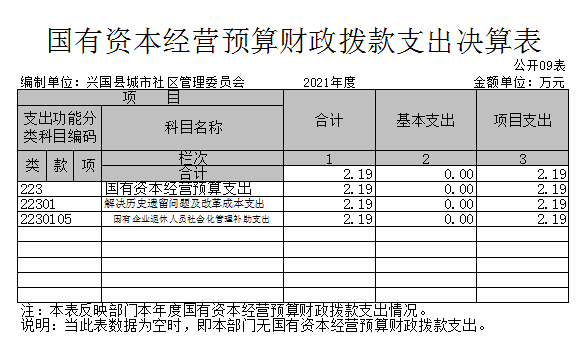 国有资本经营预算财政拨款支出决算表
公开09表
编制单位：兴国县城市社区管理委员会 2021年度 金额单位：万元
项 目 合计 基本支出 项目支出
支出功能分类科目编码 科目名称
类 款 项 栏次 1 2 3
合计 2.19 0.00 2.19
223 国有资本经营预算支出 2.19 0.00 2.19
22301 解决历史遗留问题及改革成本支出 2.19 0.00 2.19
2230105 国有企业退休人员社会化管理补助支出 2.19 0.00 2.19
注：本表反映部门本年度国有资本经营预算财政拨款支出情况。
说明：当此表数据为空时，即本部门无国有资本经营预算财政拨款支出。